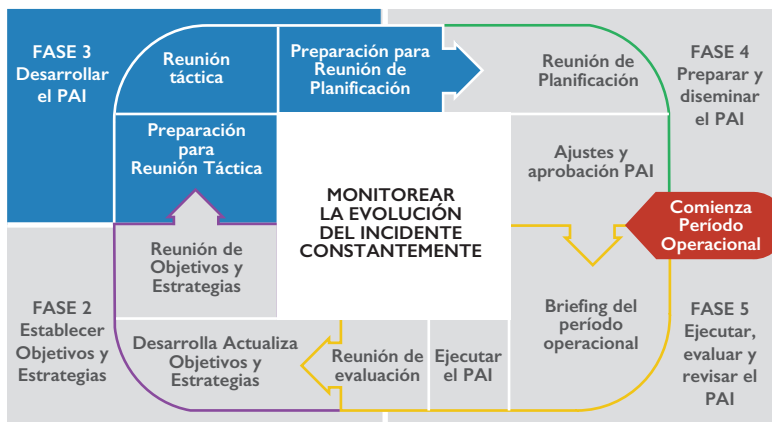 FASE 3
Desarrollar
el PAI
Reunión
táctica
Preparación para
Reunión de
Planificación
Reunión de
Planificación
FASE 4
Preparar y
diseminar
el PAI
Preparación
para
Reunión Táctica
Ajustes y
aprobación PAI
MONITOREAR
LA EVOLUCIÓN
DEL INCIDENTE
CONSTANTEMENTE
Comienza
Período
Operacional
Reunión de
Objetivos y
Estrategias
FASE 2
Establecer
Objetivos y
Estrategias
Desarrolla Actualiza
Objetivos y
Estrategias
Reunión de
evaluación
Ejecutar
el PAI
Briefing del
período
operacional
FASE 5
Ejecutar,
evaluar y
revisar el
PAI